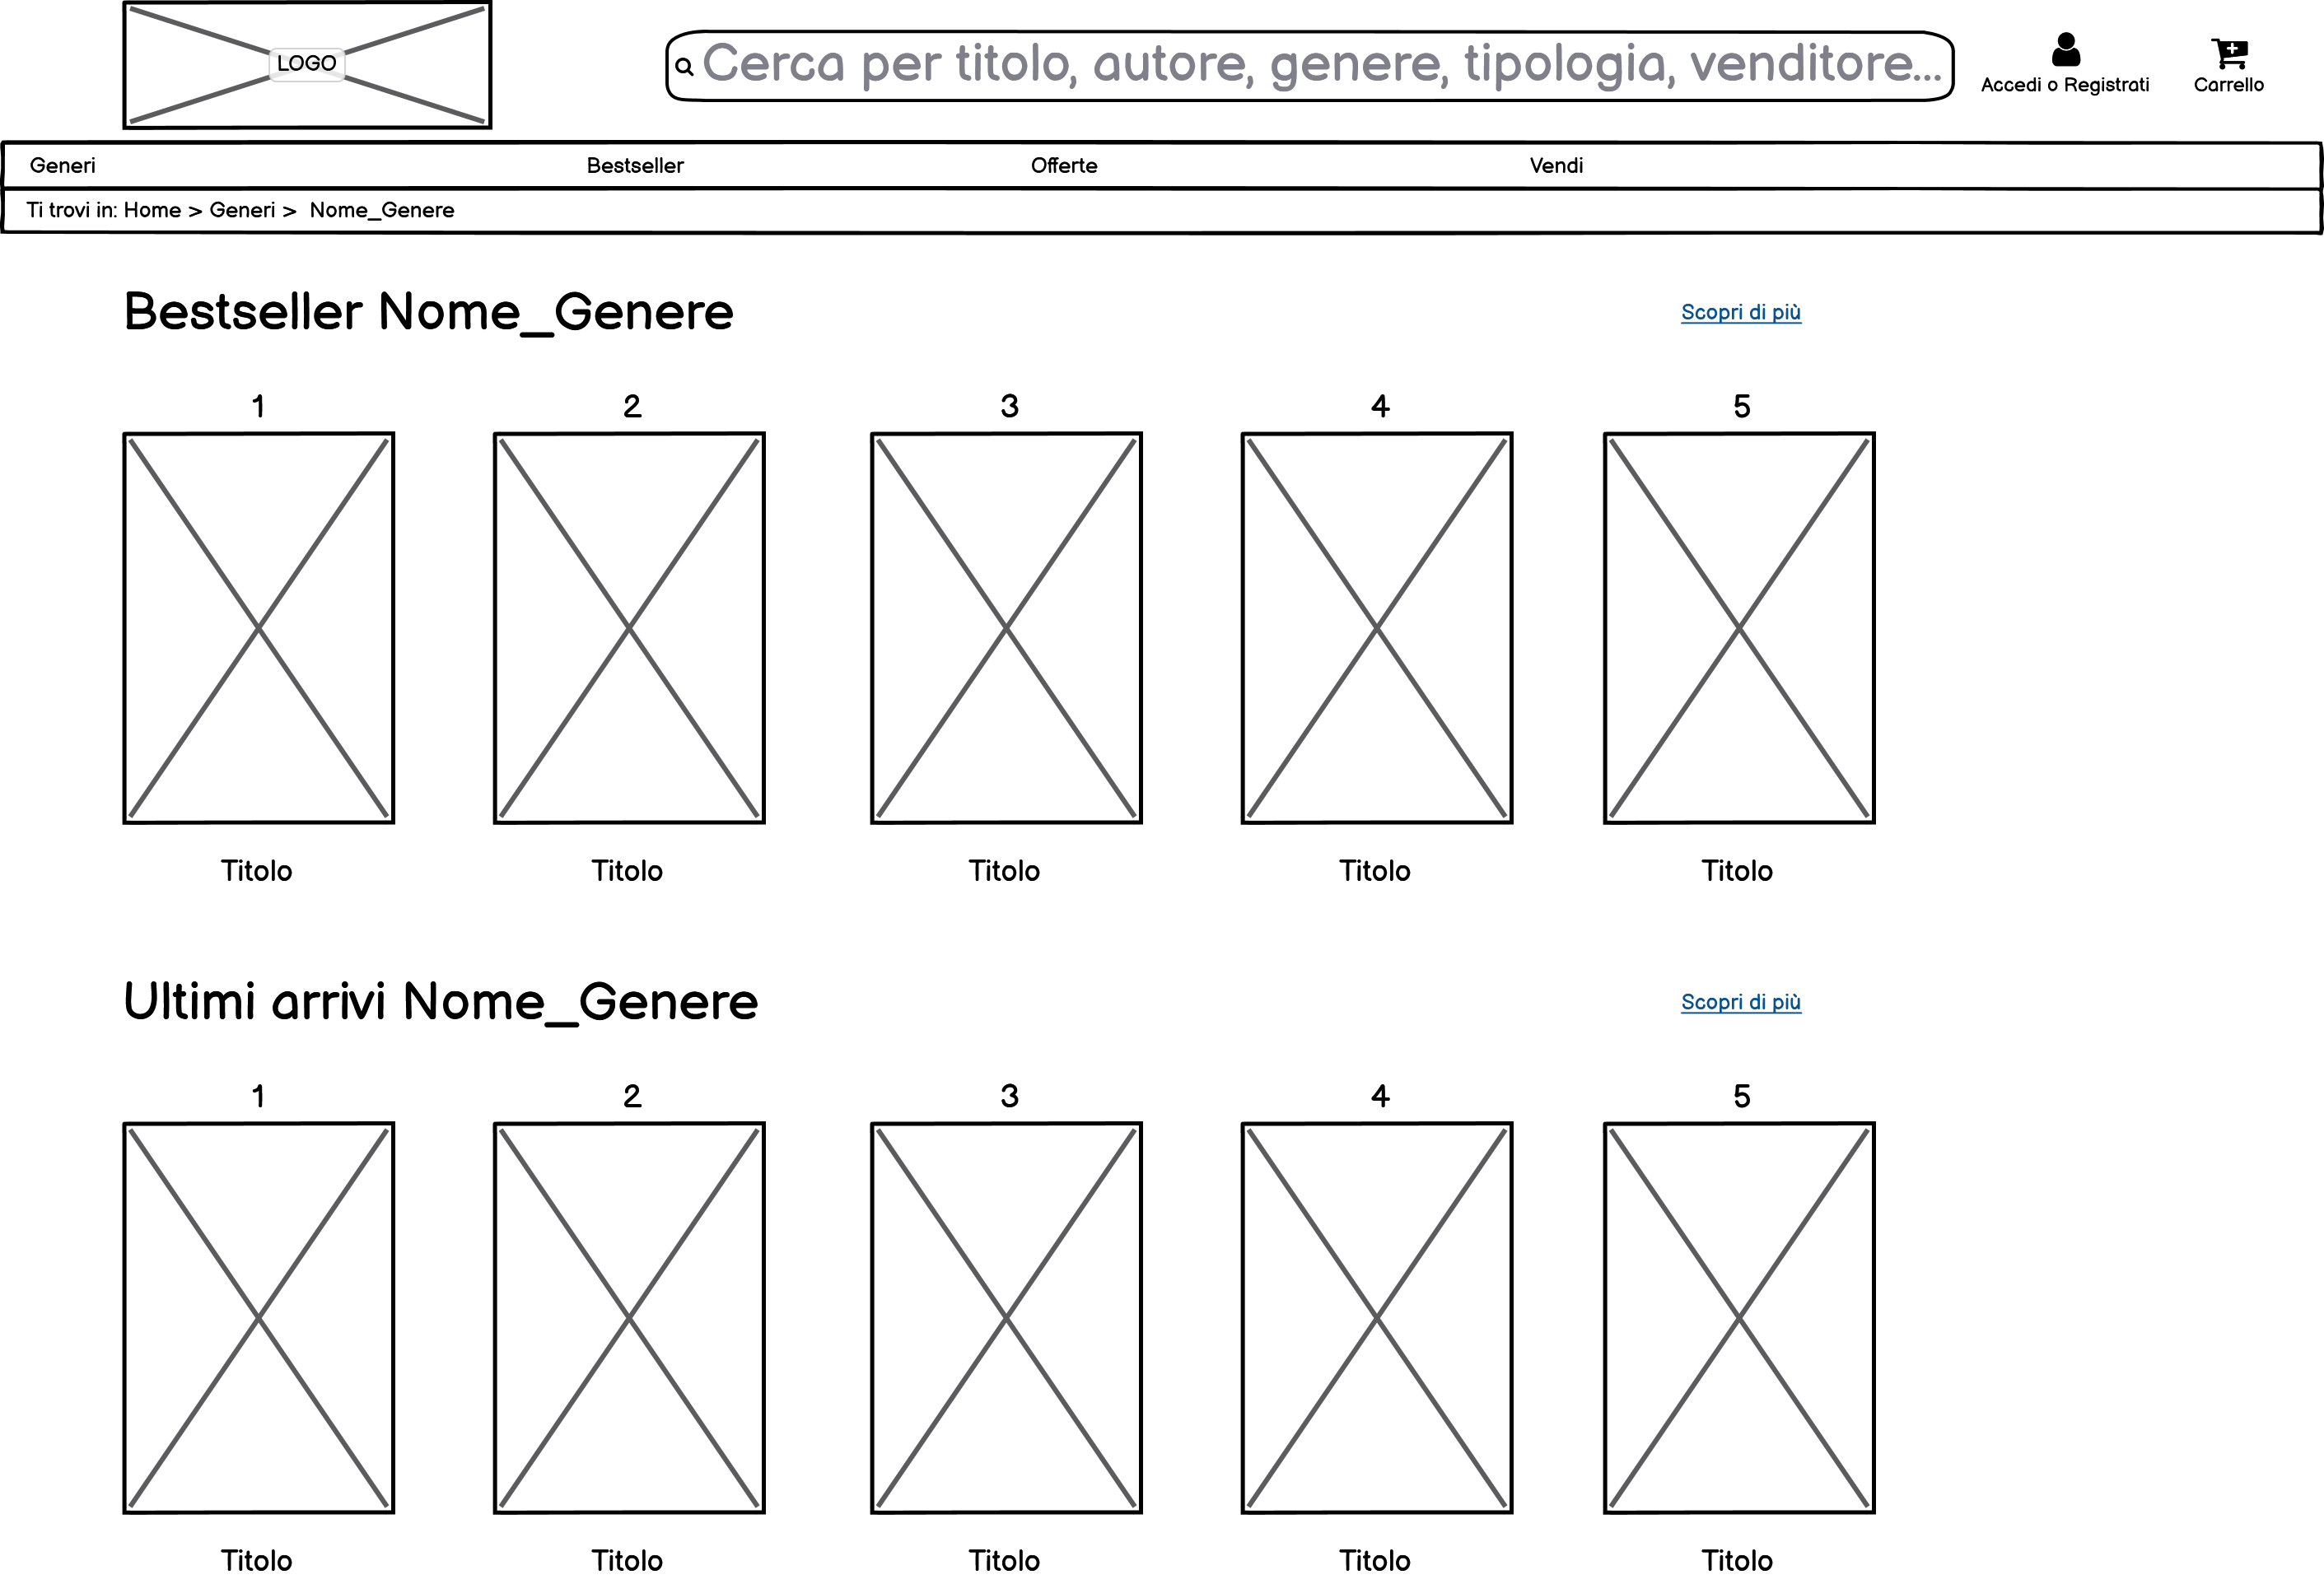 LOGO
Cerca per titolo, autore, genere, tipologia, venditore...
Accedi o Registrati
Carrello
Generi
Bestseller
Offerte
Vendi
Ti trovi in: Home > Generi > Nome_Genere
Bestseller Nome_Genere
Scopri di più
1
2
3
4
5
Titolo
Titolo
Titolo
Titolo
Titolo
Ultimi arrivi Nome_Genere
Scopri di più
1
2
3
4
5
Titolo
Titolo
Titolo
Titolo
Titolo